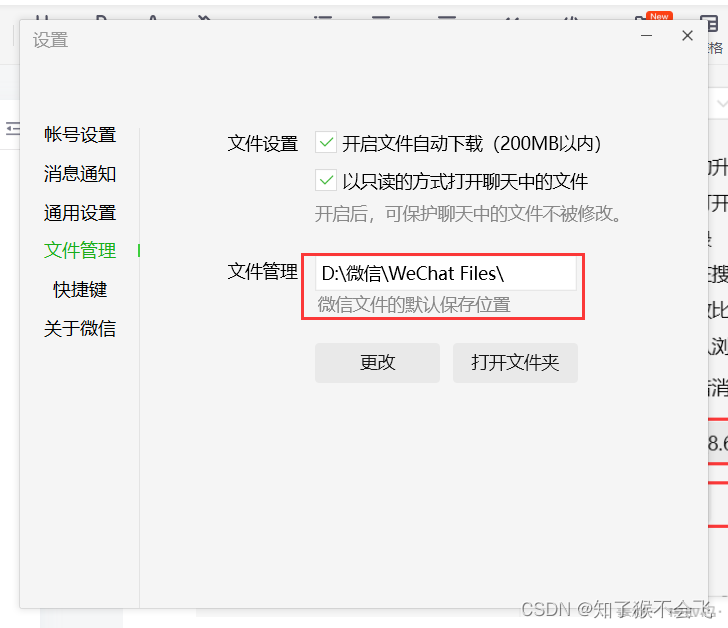 New
设置
格
帐号设置
文件设置
开启文件自动下载（200MB以内）
消息通知
以只读的方式打开聊天中的文件
通用设置
开启后，可保护聊天中的文件不被修改。
文件管理
文件管理
D:\微信\WeChat Files\
快捷键
微信文件的默认保存位置
关于微信
更改
打开文件夹
8.6
CSDN @知了猴不会飞